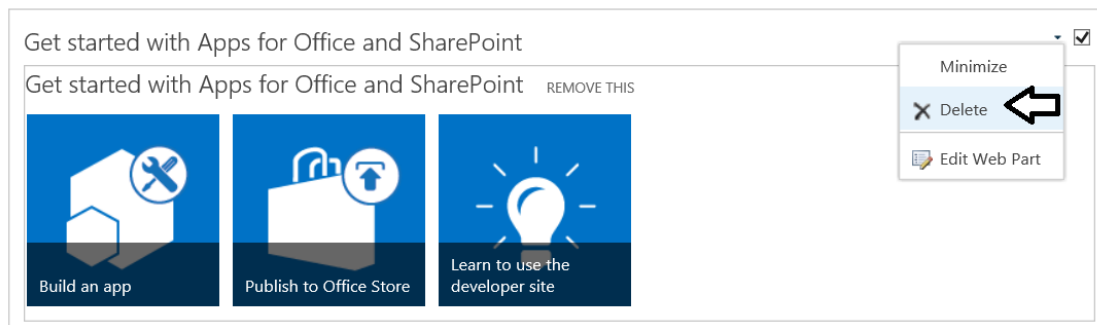 Get started with Apps for Office and SharePoint
Minimize
Get started with Apps for Office and SharePoint REMOVE THIS
Delete
Edit Web Part
Build an app
Publish to Office Store
Learn to use the
developer site